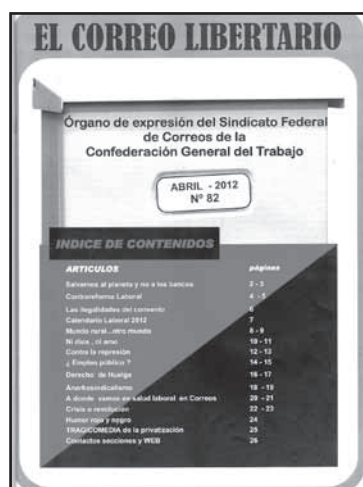 EL CORREO LIBERTARIO
Órgano de expresión del Sindicato Federal
de Correos de la
Confederación General del Trabajo
ABRIL - 2012
Nº 82
INDICE DE CONTENIDOS
ARTICULOS páginas
Salvemos al planeta y no a los bancos 2 - 3
Contrareforma Laboral 4 - 5
Las ilegalidades del convenio 6
Calendario Laboral 2012 7
Mundo rural...otro mundo 8 - 9
Ni dios , ni amo 10 - 11
Contra la represión 12 - 13
¿ Empleo público ? 14 - 15
Derecho de Huelga 16 - 17
Anarkosindicalismo 18 - 19
A donde vamos en salud laboral en Correos 20 - 21
Crisis o revolución 22 - 23
Humor rojo y negro 24
TRAGICOMEDIA de la privatización 25
Contactos secciones y WEB 26